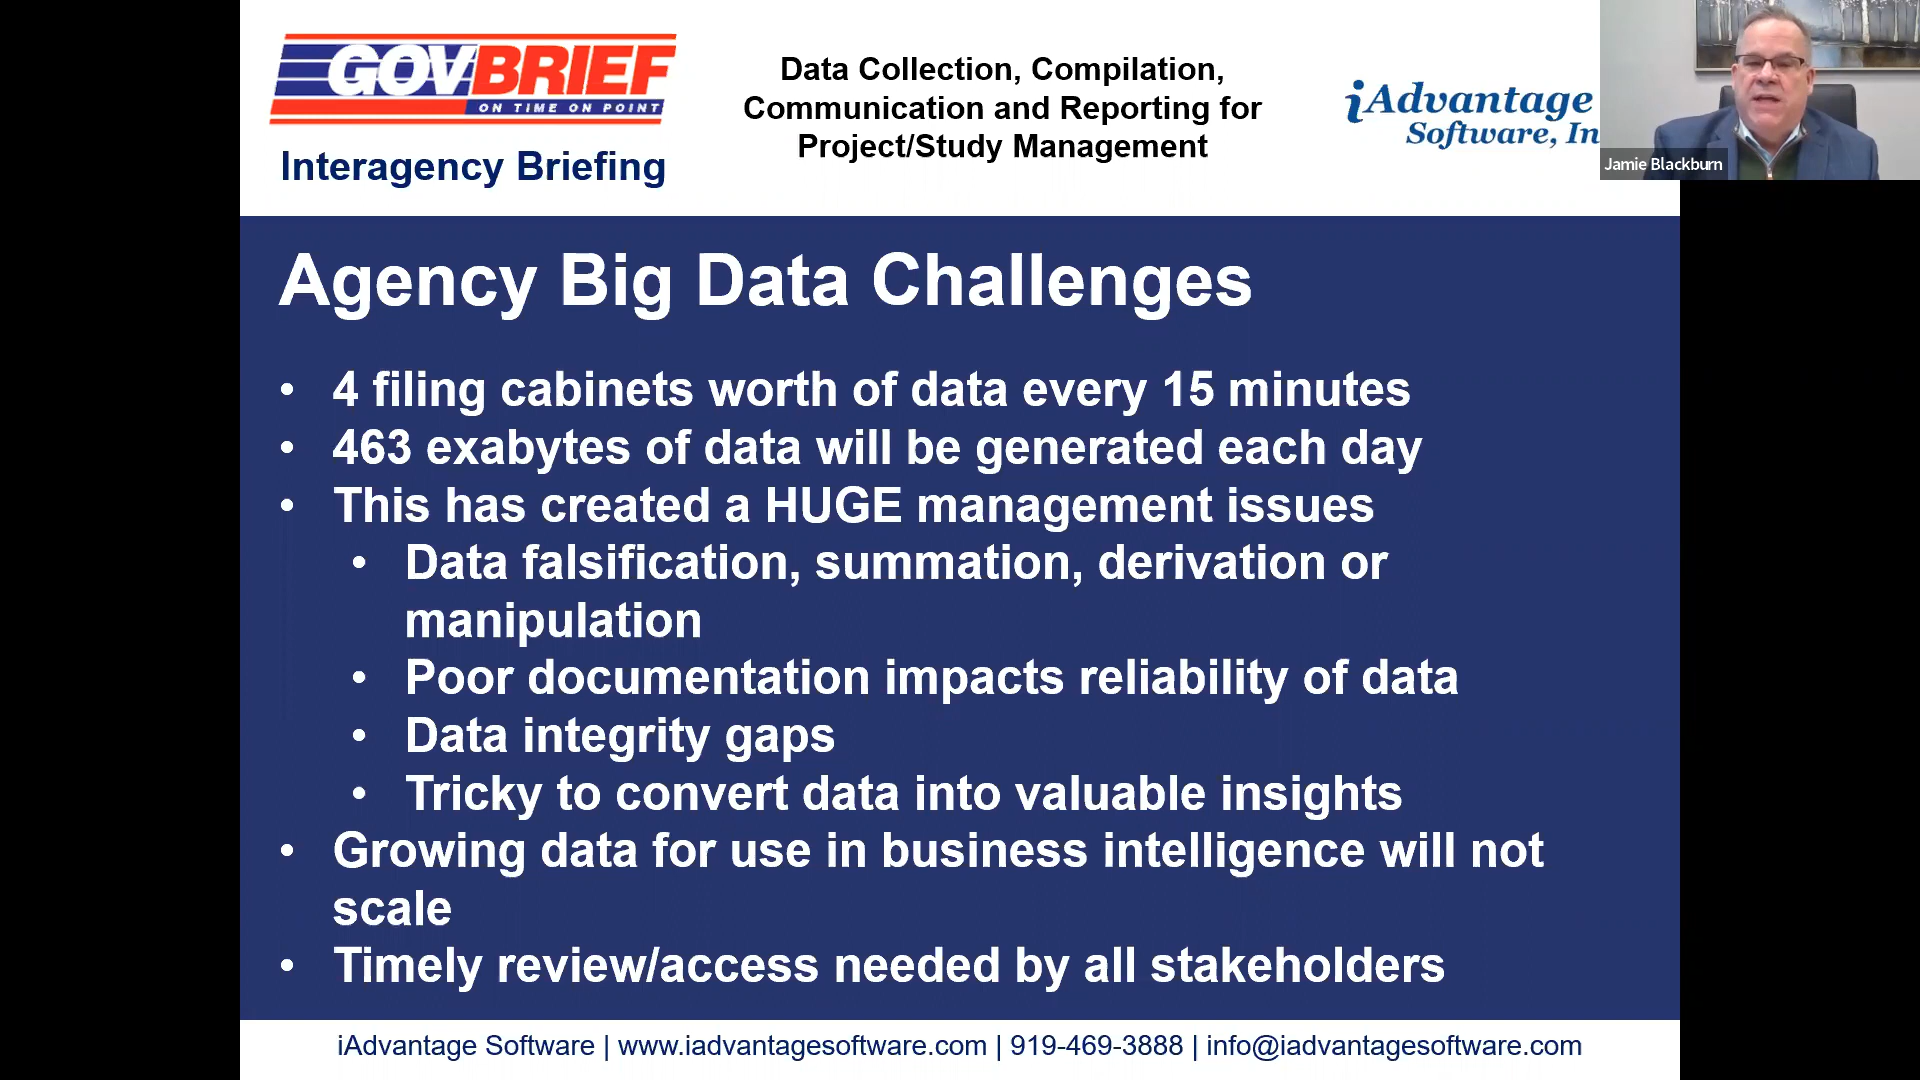 GOVBRIEF
ON TIME ON POINT
Interagency Briefing
Data Collection, Compilation,
Communication and Reporting for
Project/Study Management
iAdvantage
Software, In
Jamie Blackburn
Agency Big Data Challenges
• 4 filing cabinets worth of data every 15 minutes
• 463 exabytes of data will be generated each day
• This has created a HUGE management issues
• Data falsification, summation, derivation or
manipulation
• Poor documentation impacts reliability of data
• Data integrity gaps
• Tricky to convert data into valuable insights
• Growing data for use in business intelligence will not
scale
• Timely review/access needed by all stakeholders
iAdvantage Software | www.iadvantagesoftware.com | 919-469-3888 | info@iadvantagesoftware.com